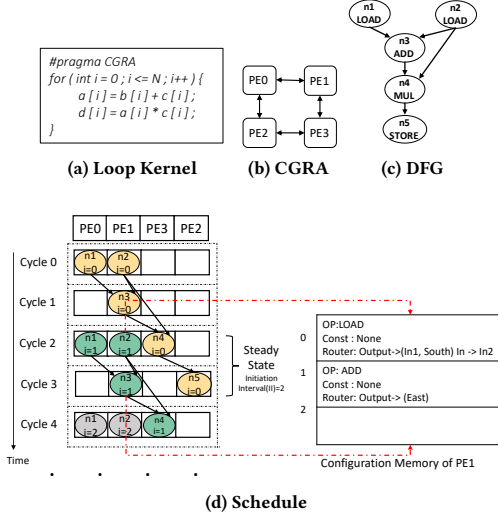 #pragma CGRA
for ( int i = 0 ; i <= N ; i++ ) {
a [ i ] = b [ i ] + c [ i ] ;
d [ i ] = a [ i ] * c [ i ] ;
}
(a) Loop Kernel
PE0
PE1
PE2
PE3
(b) CGRA
n1
LOAD
n2
LOAD
n3
ADD
n4
MUL
n5
STORE
(c) DFG
PE0 PE1 PE3 PE2
Cycle 0
n1
i=0
n2
i=0
Cycle 1
n3
i=0
Cycle 2
n1
i=1
n2
i=1
n4
i=0
Cycle 3
n3
i=1
n5
i=0
Cycle 4
n1
i=2
n2
i=2
n4
i=1
Time
. . . .
Steady
State
Initiation
Interval(II)=2
0
OP:LOAD
Const : None
Router: Output->(In1, South) In -> In2
1
OP: ADD
Const : None
Router: Output-> (East)
2
Configuration Memory of PE1
(d) Schedule